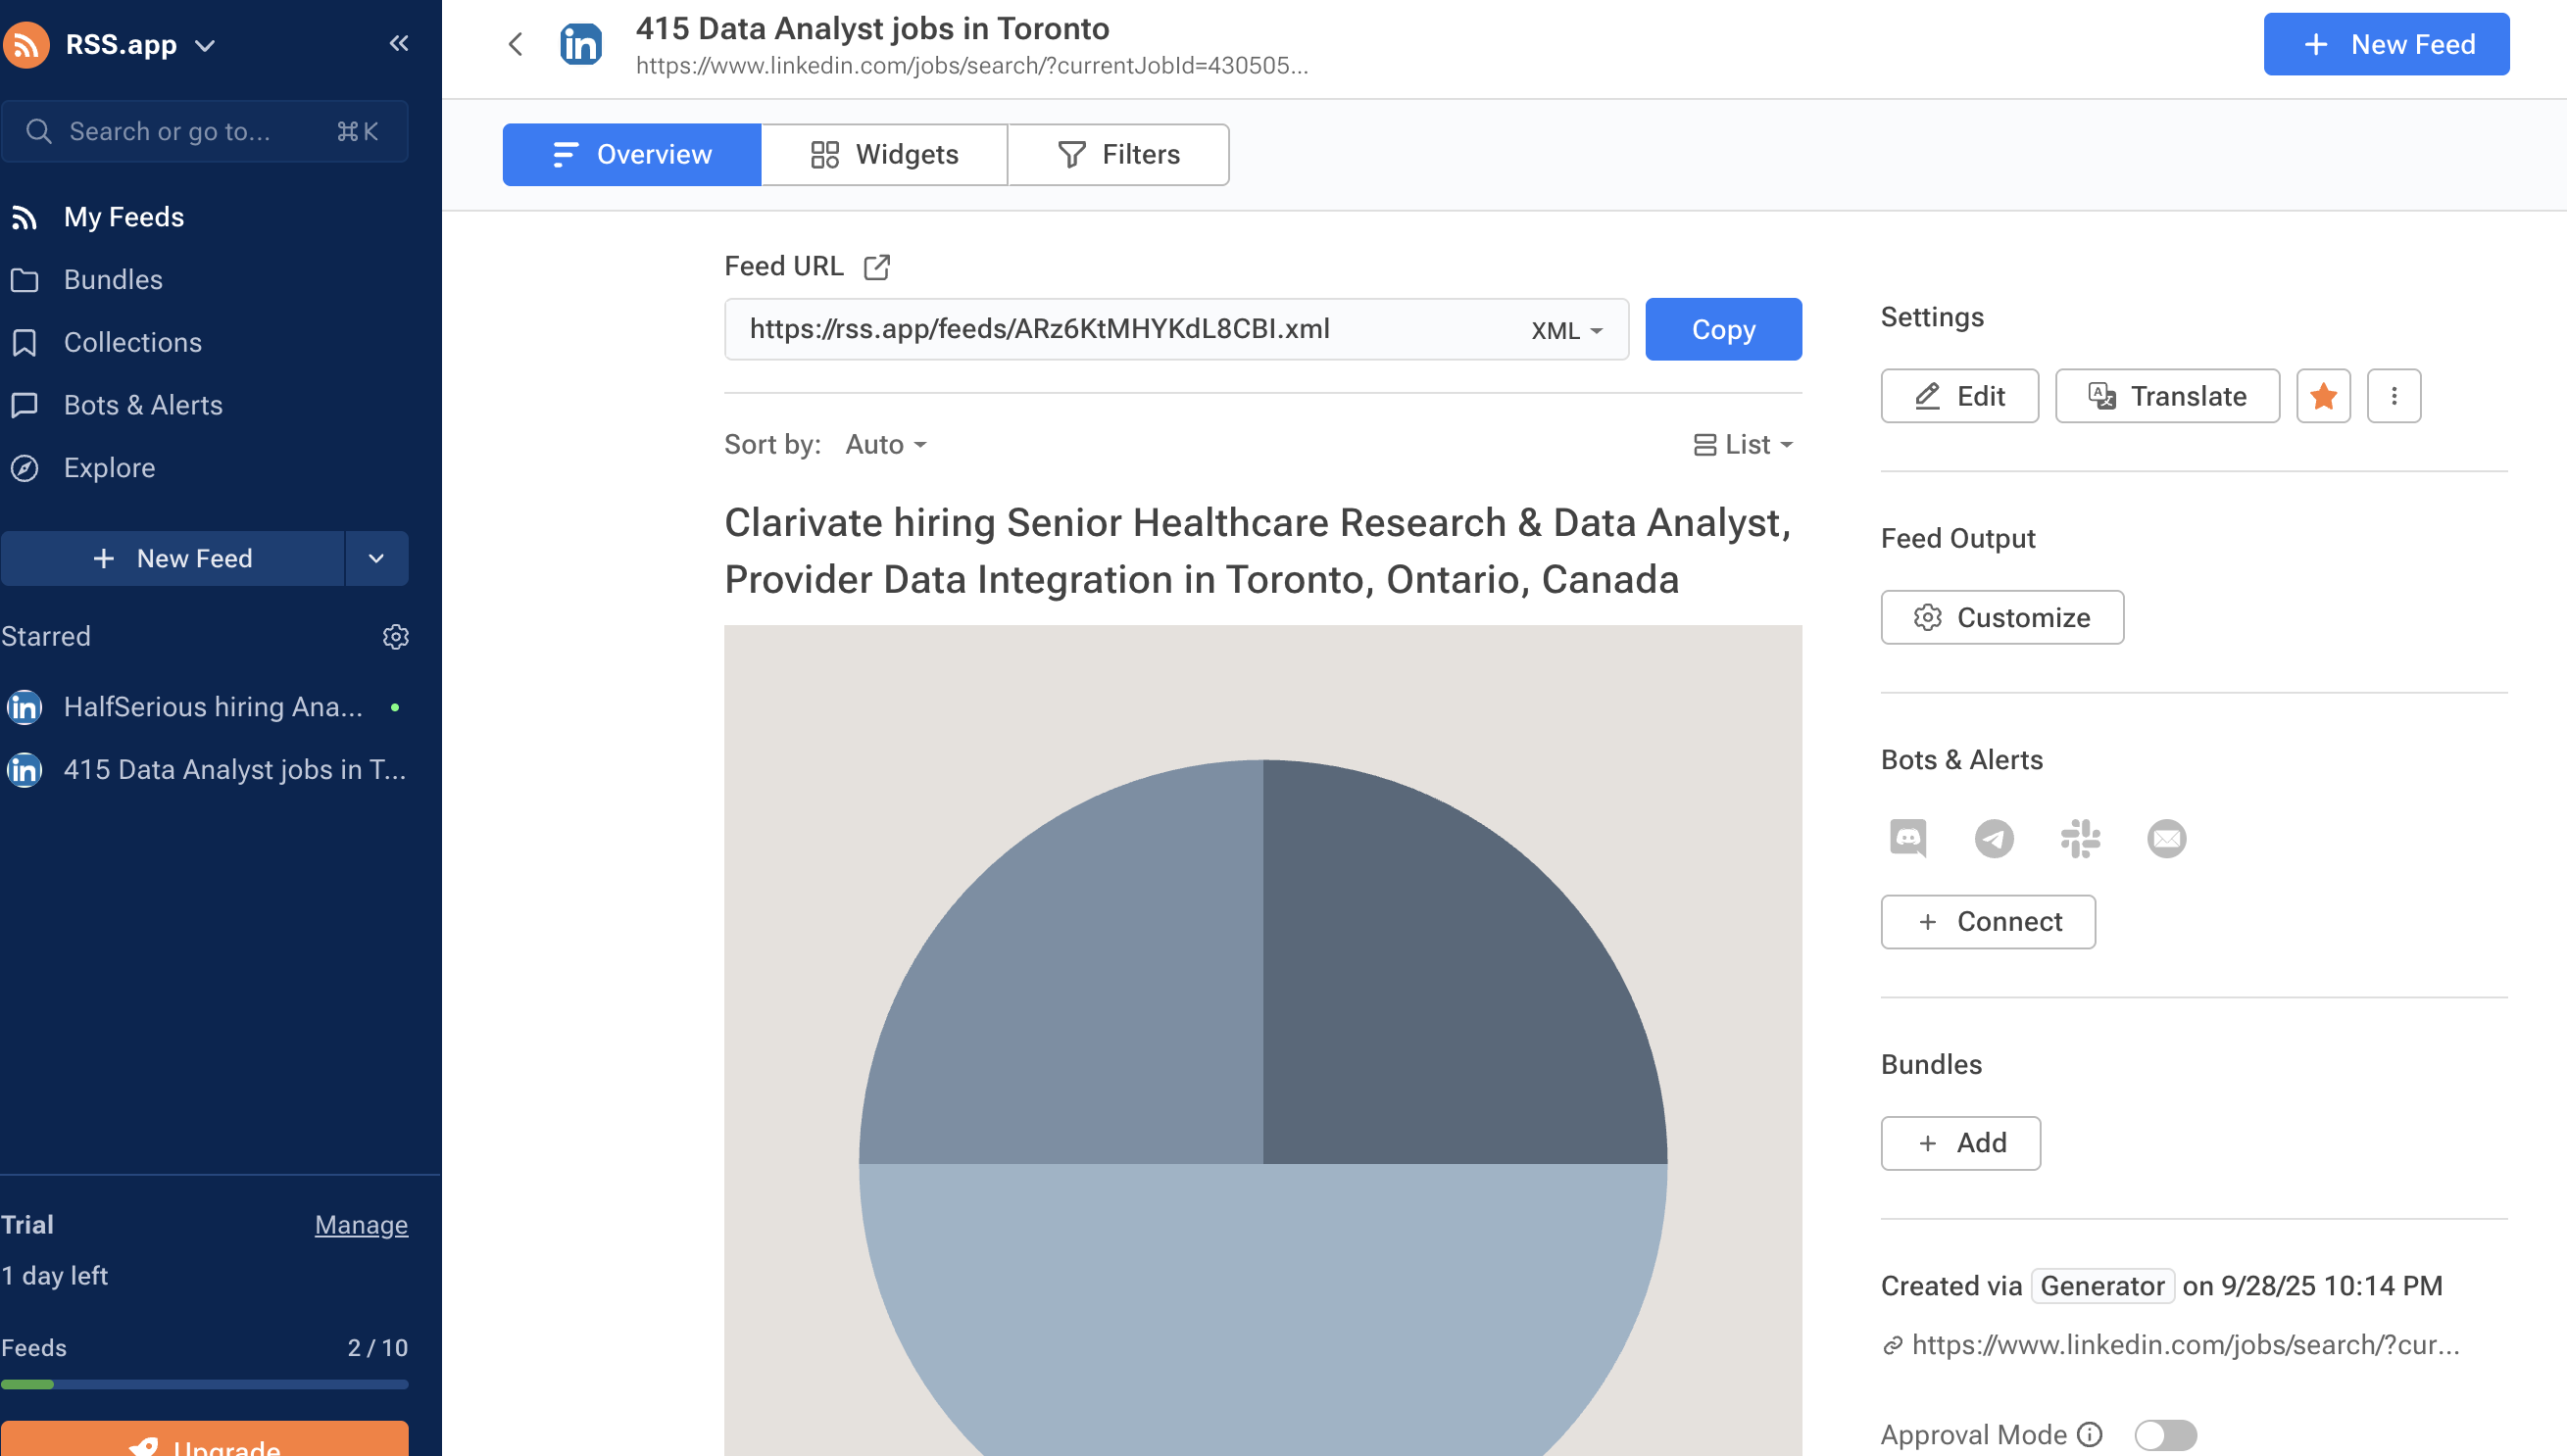 RSS.app
Search or go to...
⌘ K
My Feeds
Bundles
Collections
Bots & Alerts
Explore
+ New Feed
Starred
in HalfSerious hiring Ana...
in 415 Data Analyst jobs in T...
Trial
Manage
1 day left
Feeds
2 / 10
Upgrade
in
415 Data Analyst jobs in Toronto
https://www.linkedin.com/jobs/search/?currentJobId=430505...
+ New Feed
Overview
Widgets
Filters
Feed URL
https://rss.app/feeds/ARz6KtMHYKdL8CBI.xml
XML
Copy
Sort by: Auto
List
Clarivate hiring Senior Healthcare Research & Data Analyst,
Provider Data Integration in Toronto, Ontario, Canada
Settings
Edit
Translate
Feed Output
Customize
Bots & Alerts
+ Connect
Bundles
+ Add
Created via Generator on 9/28/25 10:14 PM
https://www.linkedin.com/jobs/search/?cur...
Approval Mode